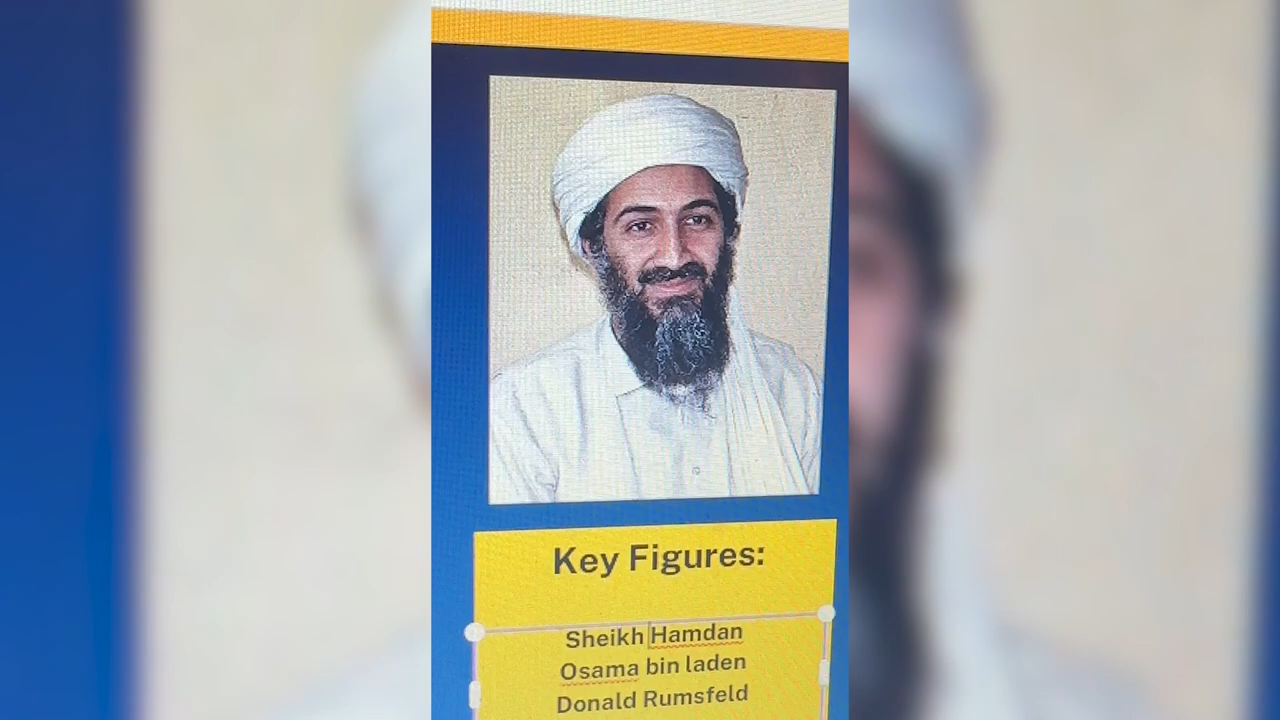 Key Figures:
Sheikh Hamdan
Osama bin laden
Donald Rumsfeld